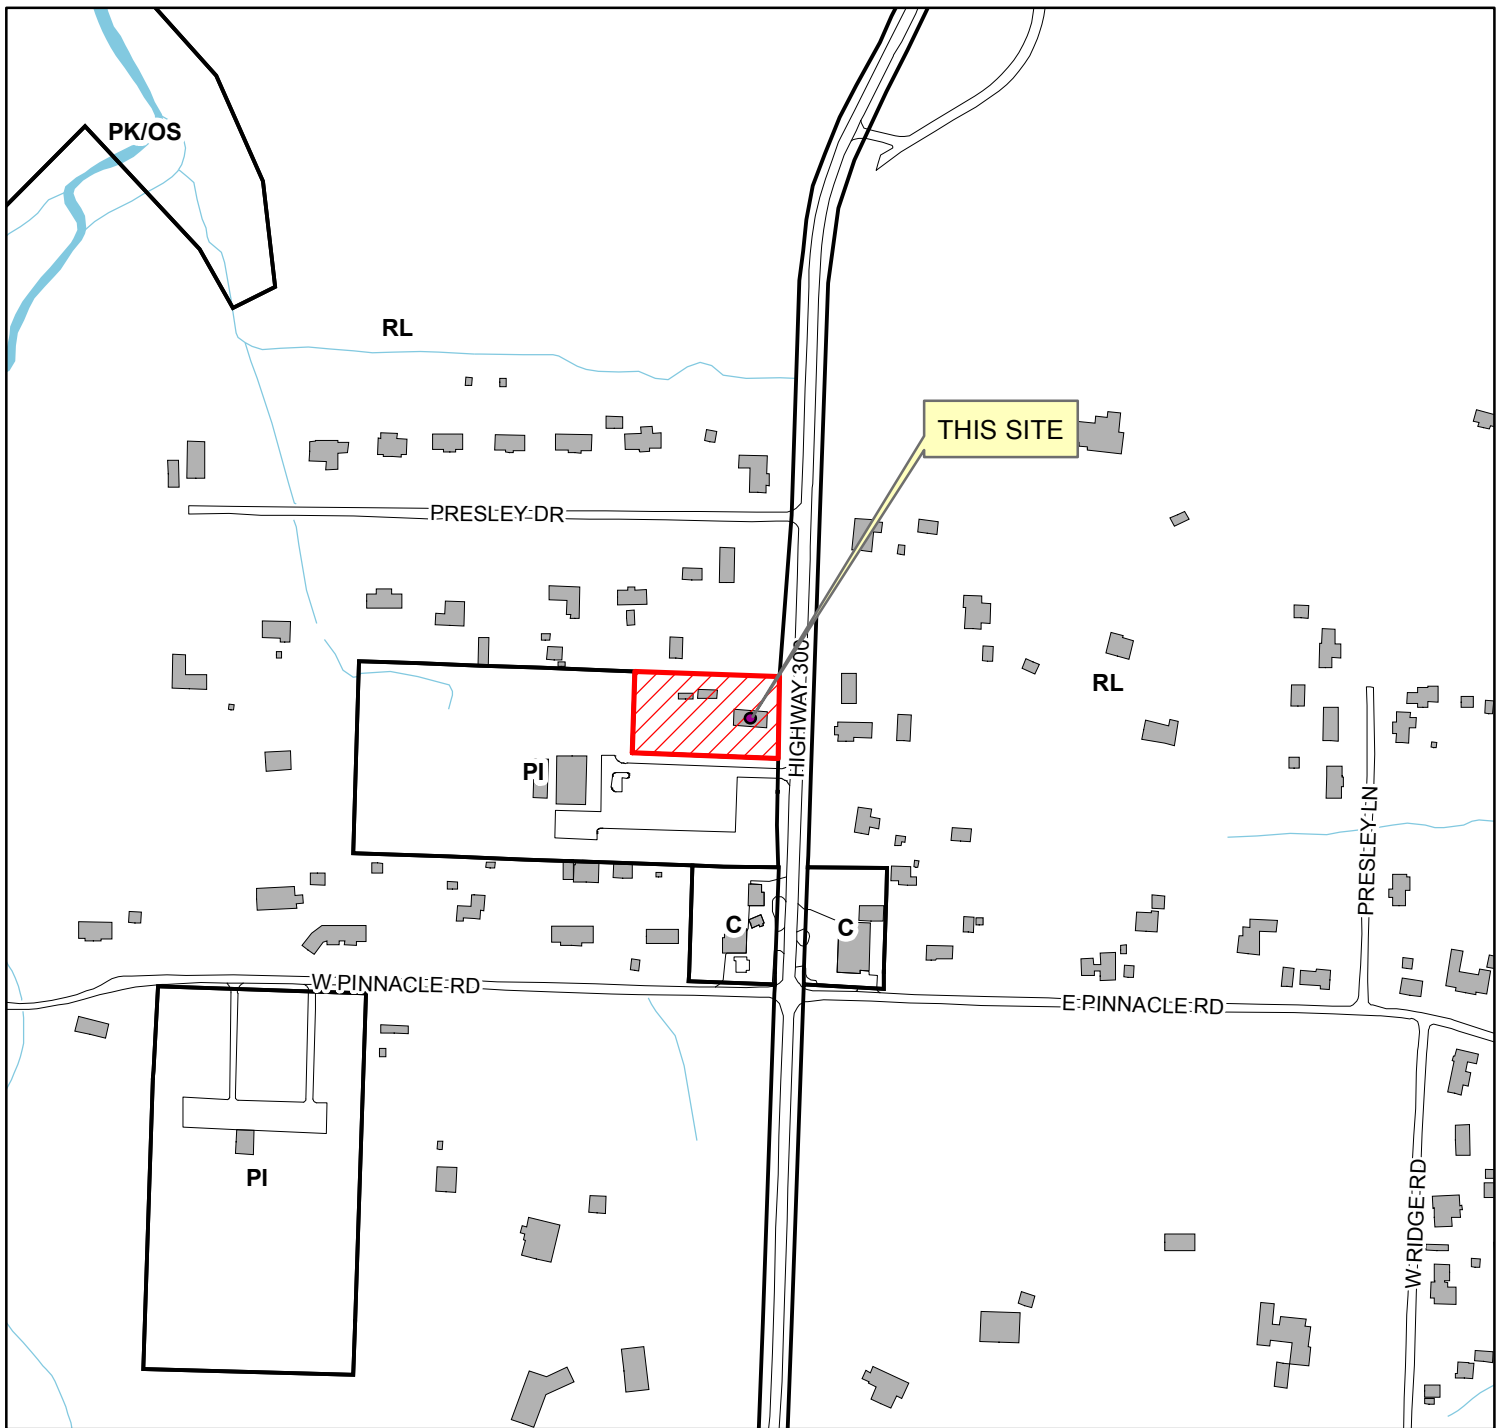 PK/OS
RL
THIS SITE
PRESLEY DR
HIGHWAY 300
RL
PI
PRESLEY LN
C
C
W PINNACLE RD
E PINNACLE RD
PI
W RIDGE RD